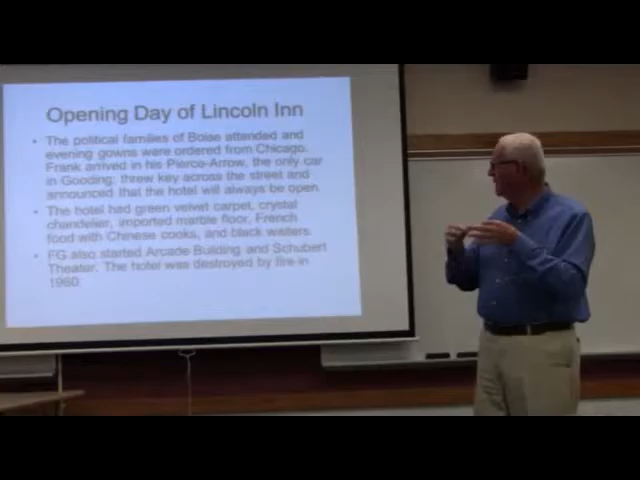 Opening Day of Lincoln Inn
• The political families of Boise attended and
evening gowns were ordered from Chicago.
Frank arrived in his Pierce-Arrow, the only car
in Gooding; threw key across the street and
announced that the hotel will always be open.
• The hotel had green velvet carpet, crystal
chandelier, imported marble floor, French
food with Chinese cooks, and black waiters.
• FG also started Arcade Building and Schubert
Theater. The hotel was destroyed by fire in
1960